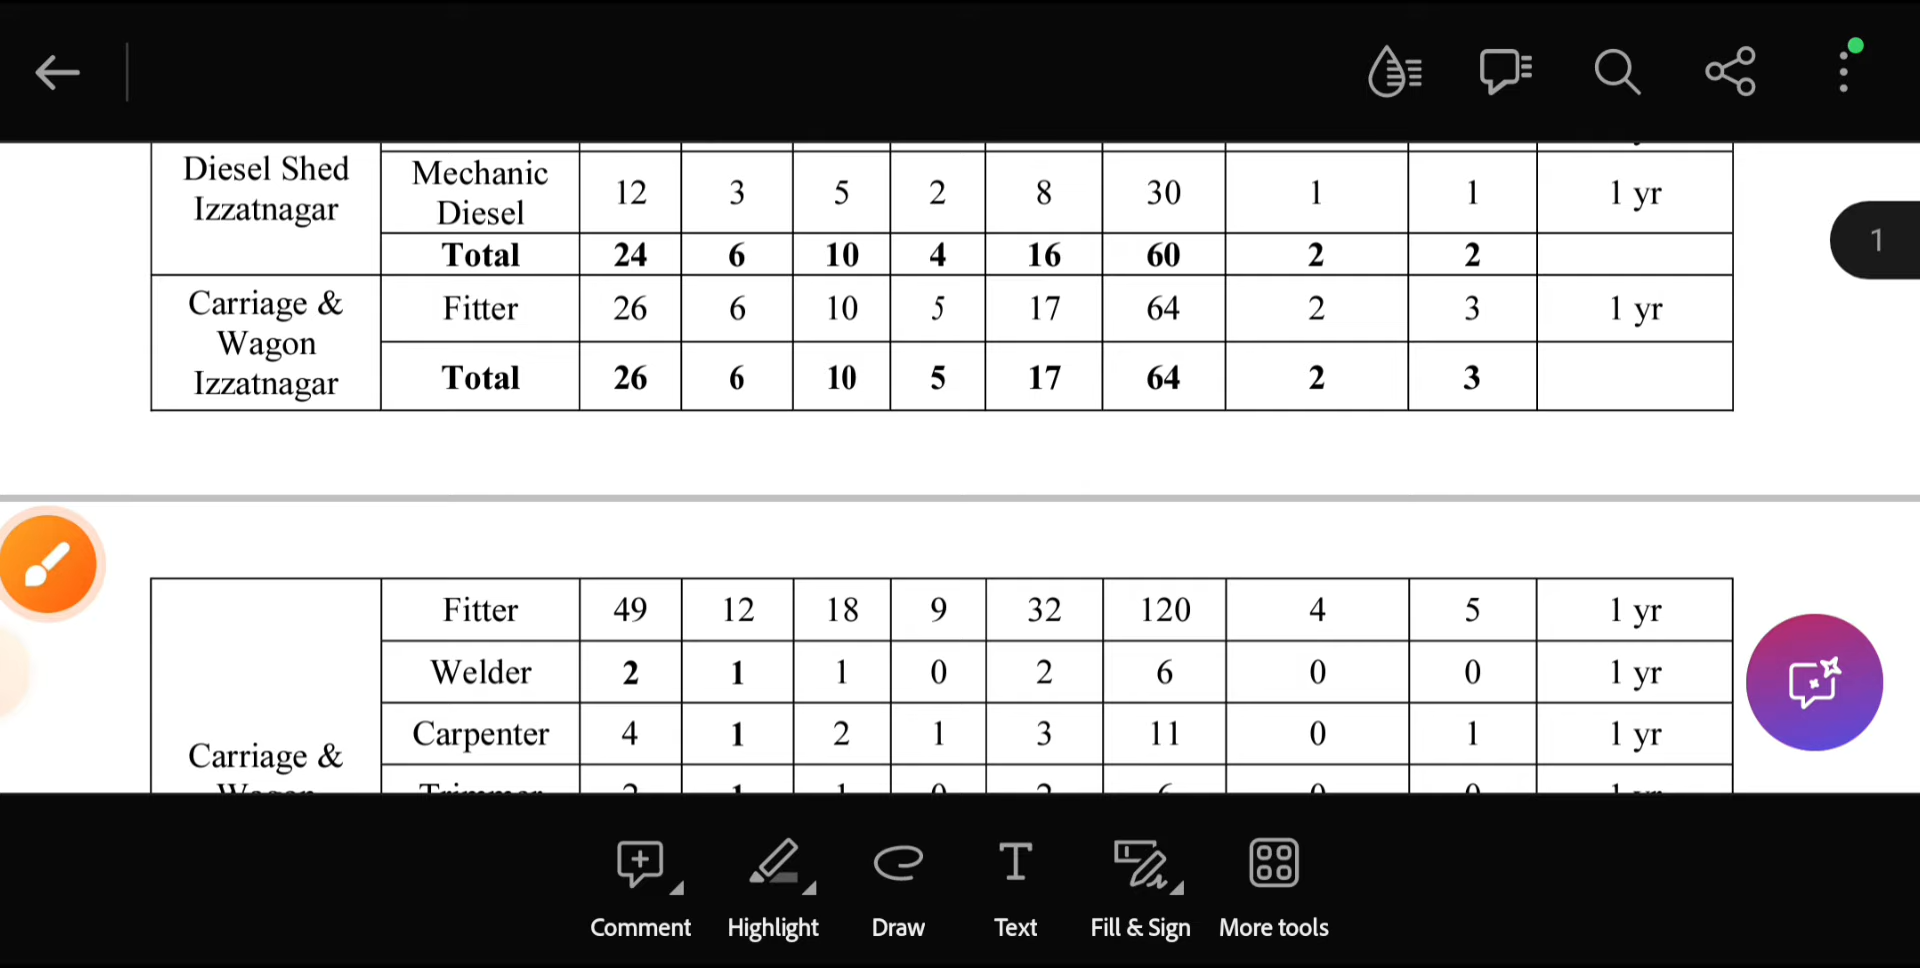 1
Diesel Shed
Izzatnagar
Mechanic
Diesel
12 3 5 2 8 30 1 1 1 yr
Total 24 6 10 4 16 60 2 2
Carriage &
Wagon
Izzatnagar
Fitter 26 6 10 5 17 64 2 3 1 yr
Total 26 6 10 5 17 64 2 3
Fitter 49 12 18 9 32 120 4 5 1 yr
Welder 2 1 1 0 2 6 0 0 1 yr
Carpenter 4 1 2 1 3 11 0 1 1 yr
Carriage &
Wagon
Trimmer
Comment Highlight Draw Text Fill & Sign More tools